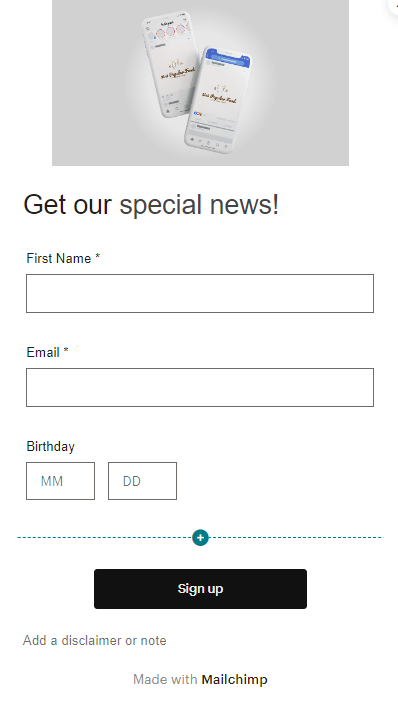 Get our special news!
First Name *
Email *
Birthday
MM DD
Sign up
Add a disclaimer or note
Made with Mailchimp